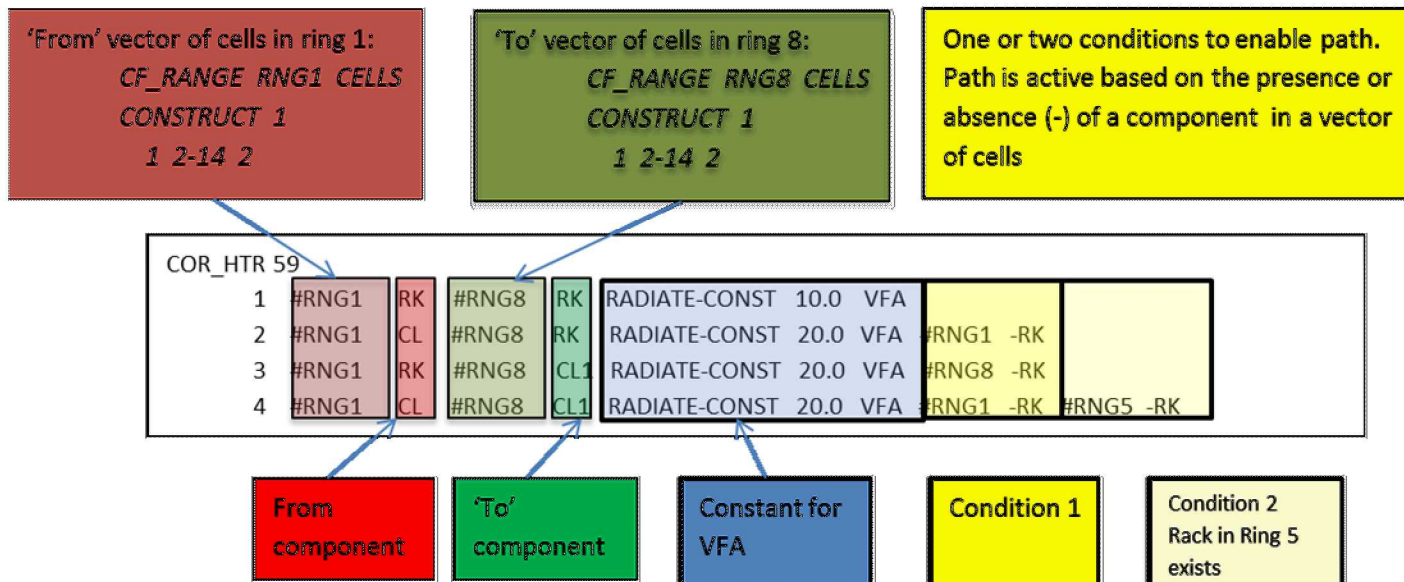 ‘From’ vector of cells in ring 1:
CF_RANGE RNG1 CELLS
CONSTRUCT 1
1 2-14 2
‘To’ vector of cells in ring 8:
CF_RANGE RNG8 CELLS
CONSTRUCT 1
1 2-14 2
One or two conditions to enable path.
Path is active based on the presence or
absence (-) of a component in a vector
of cells
COR_HTR 59
1 #RNG1 RK #RNG8 RK RADIATE-CONST 10.0 VFA
2 #RNG1 CL #RNG8 RK RADIATE-CONST 20.0 VFA #RNG1 -RK
3 #RNG1 RK #RNG8 CL1 RADIATE-CONST 20.0 VFA #RNG8 -RK
4 #RNG1 CL #RNG8 CL1 RADIATE-CONST 20.0 VFA #RNG1 -RK #RNG5 -RK
From
component
‘To’
component
Constant for
VFA
Condition 1
Condition 2
Rack in Ring 5
exists